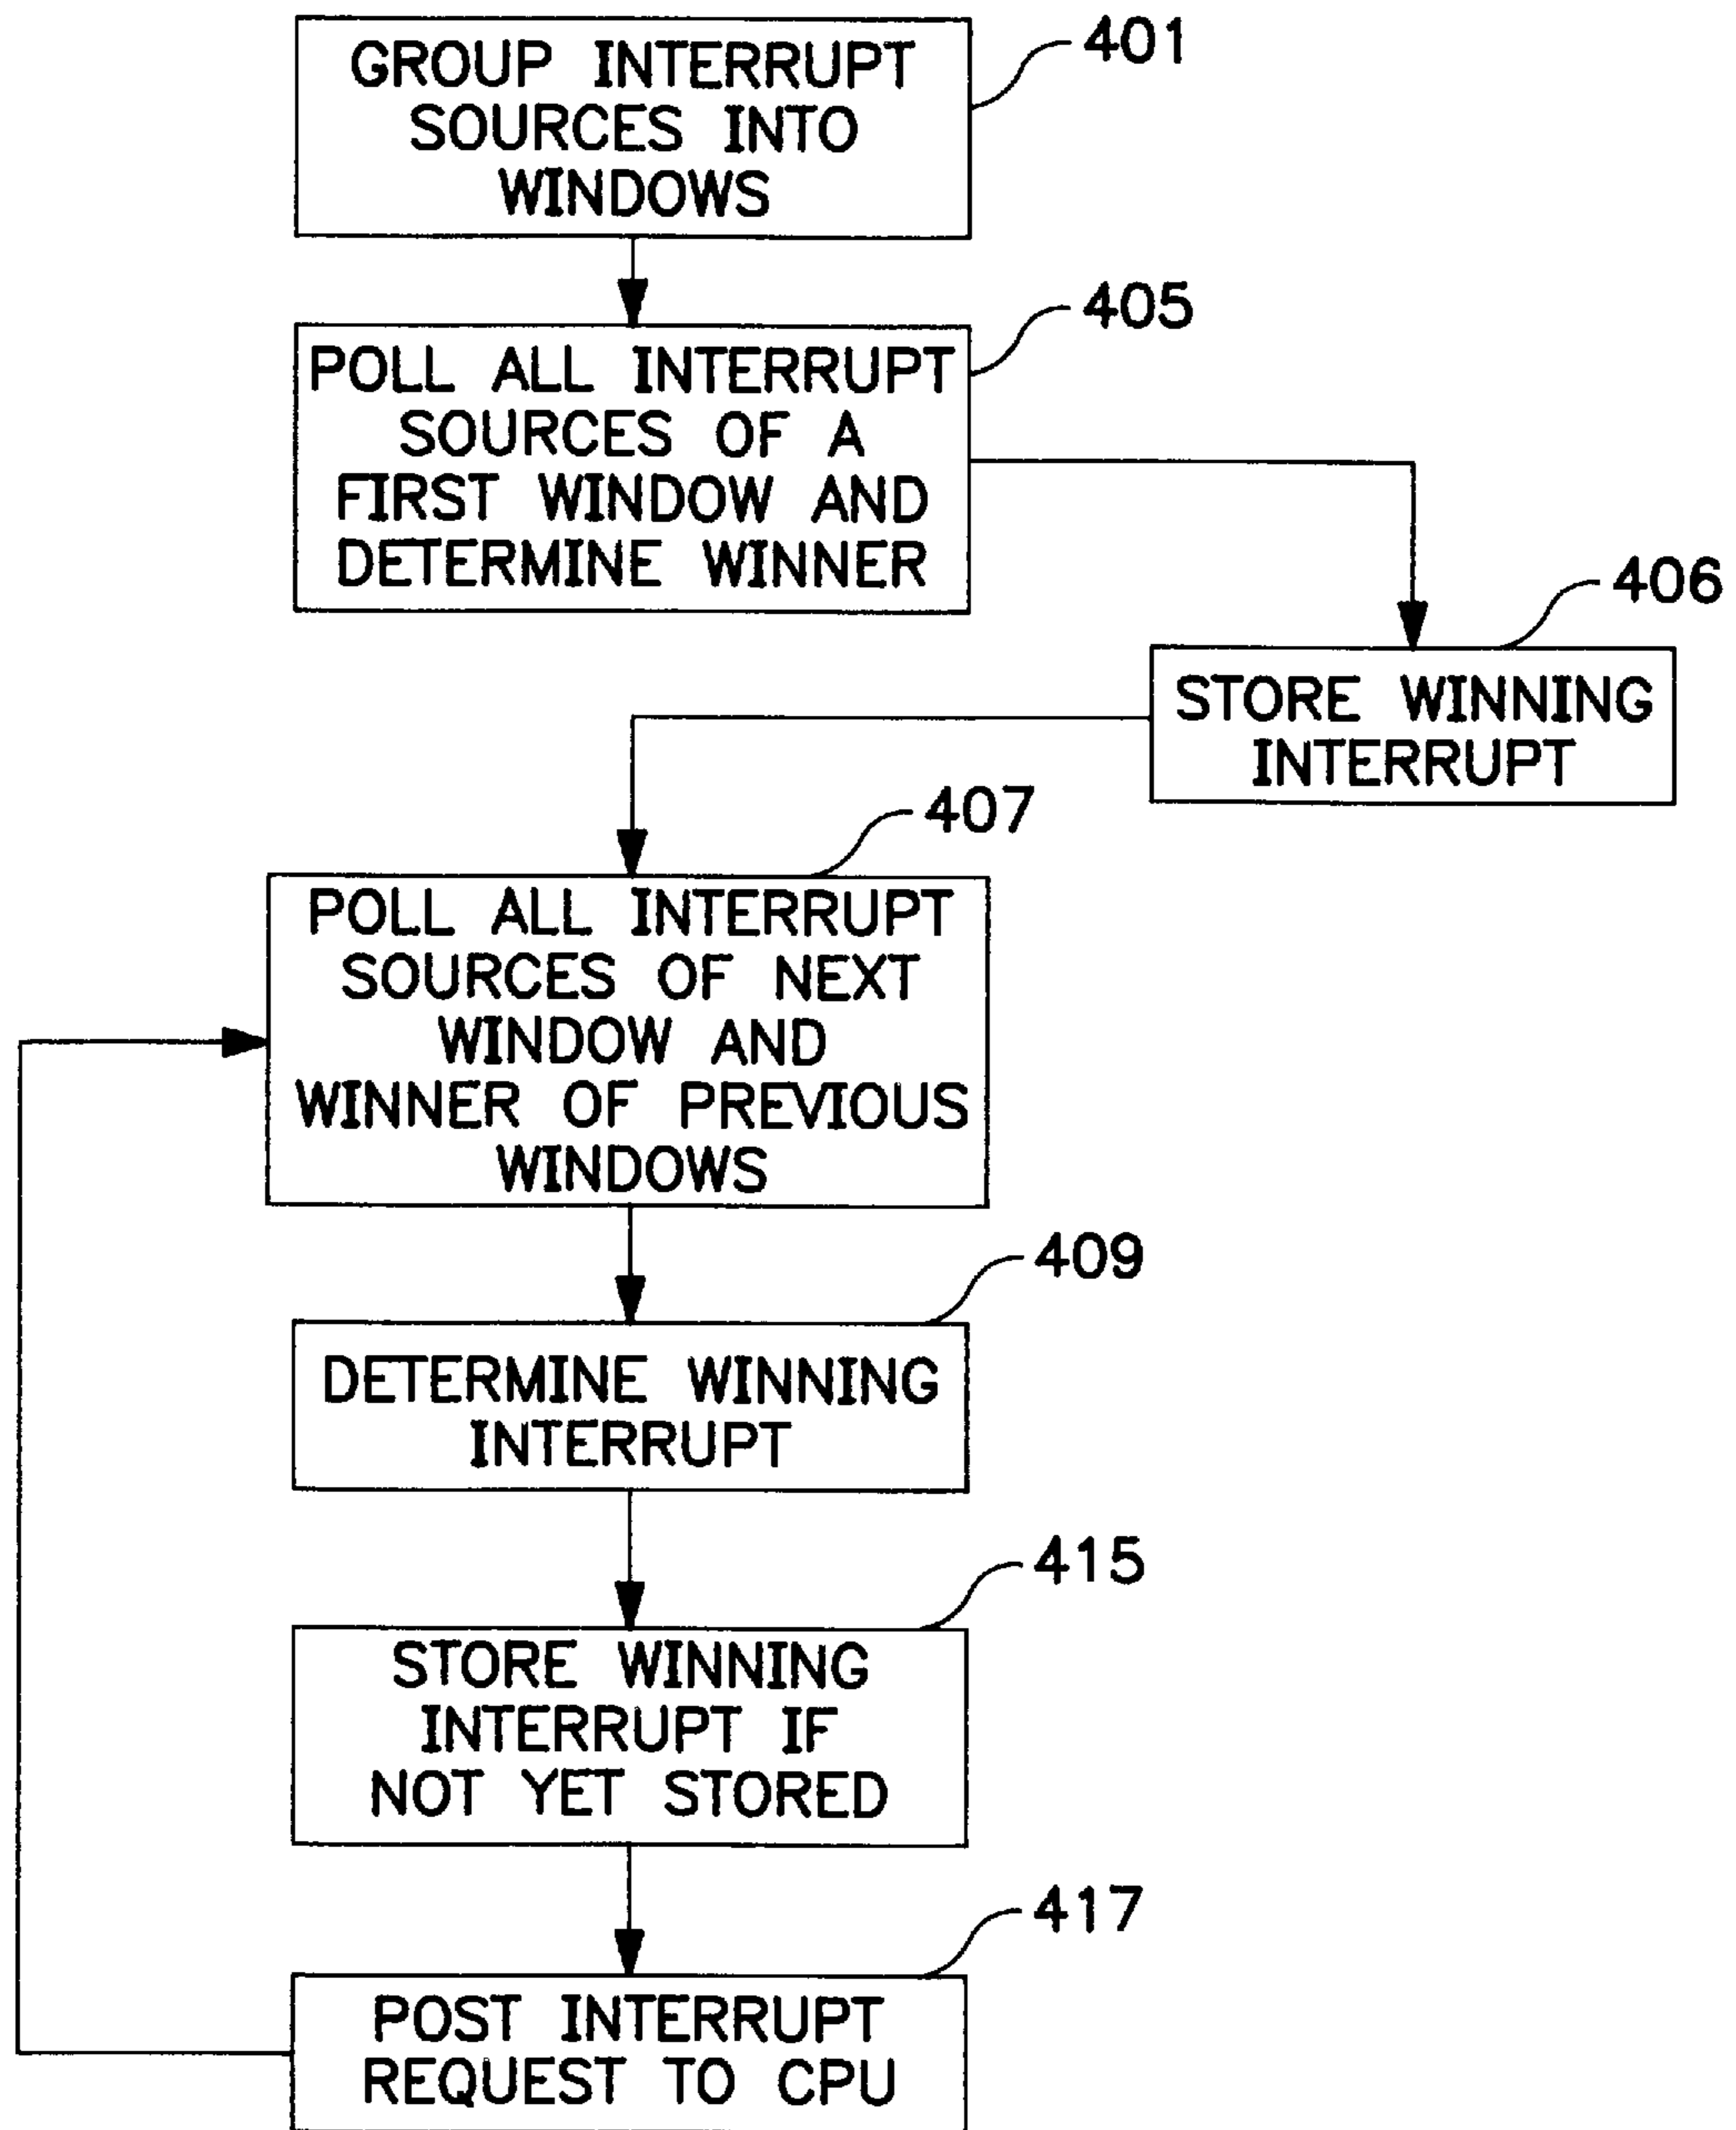 GROUP INTERRUPT
SOURCES INTO
WINDOWS
401
POLL ALL INTERRUPT
SOURCES OF A
FIRST WINDOW AND
DETERMINE WINNER
405
STORE WINNING
INTERRUPT
406
POLL ALL INTERRUPT
SOURCES OF NEXT
WINDOW AND
WINNER OF PREVIOUS
WINDOWS
407
DETERMINE WINNING
INTERRUPT
409
STORE WINNING
INTERRUPT IF
NOT YET STORED
415
POST INTERRUPT
REQUEST TO CPU
417